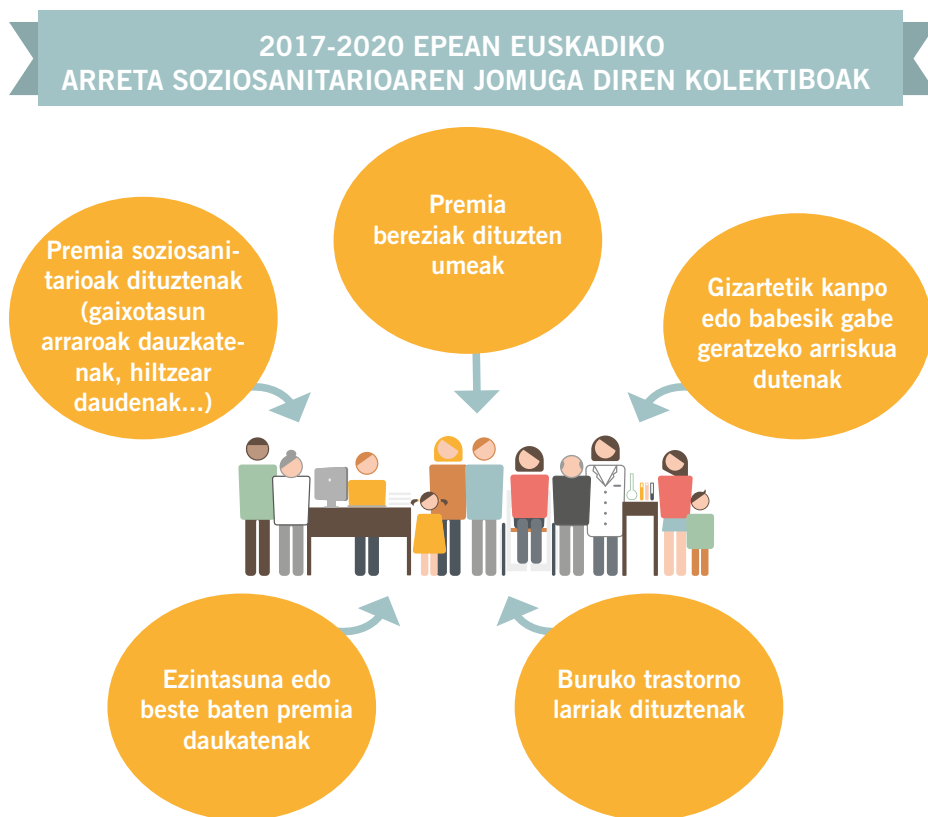 2017-2020 EPEAN EUSKADIKO
ARRETA SOZIOSANITARIOAREN JOMUGA DIREN KOLEKTIBOAK
Premia soziosani-
tarioak dituztenak
(gaixotasun
arraroak dauzkate-
nak, hiltzear
daudenak...)
Premia
bereziak dituzten
umeak
Gizartetik kanpo
edo babesik gabe
geratzeko arriskua
dutenak
Ezintasuna edo
beste baten premia
daukatenak
Buruko trastorno
larriak dituztenak